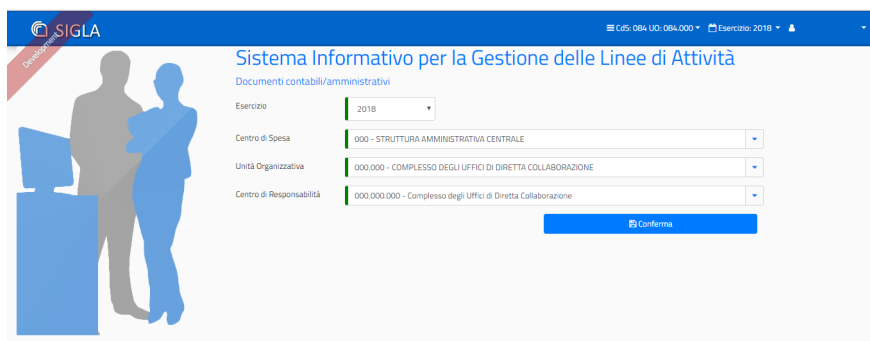 SIGLA
CdS: 084 UO: 084.000 Esercizio: 2018
Development
Sistema Informativo per la Gestione delle Linee di Attività
Documenti contabili/amministrativi
Esercizio 2018
Centro di Spesa 000 - STRUTTURA AMMINISTRATIVA CENTRALE
Unità Organizzativa 000.000 - COMPLESSO DEGLI UFFICI DI DIRETTA COLLABORAZIONE
Centro di Responsabilità 000.000.000 - Complesso degli Uffici di Diretta Collaborazione
Conferma